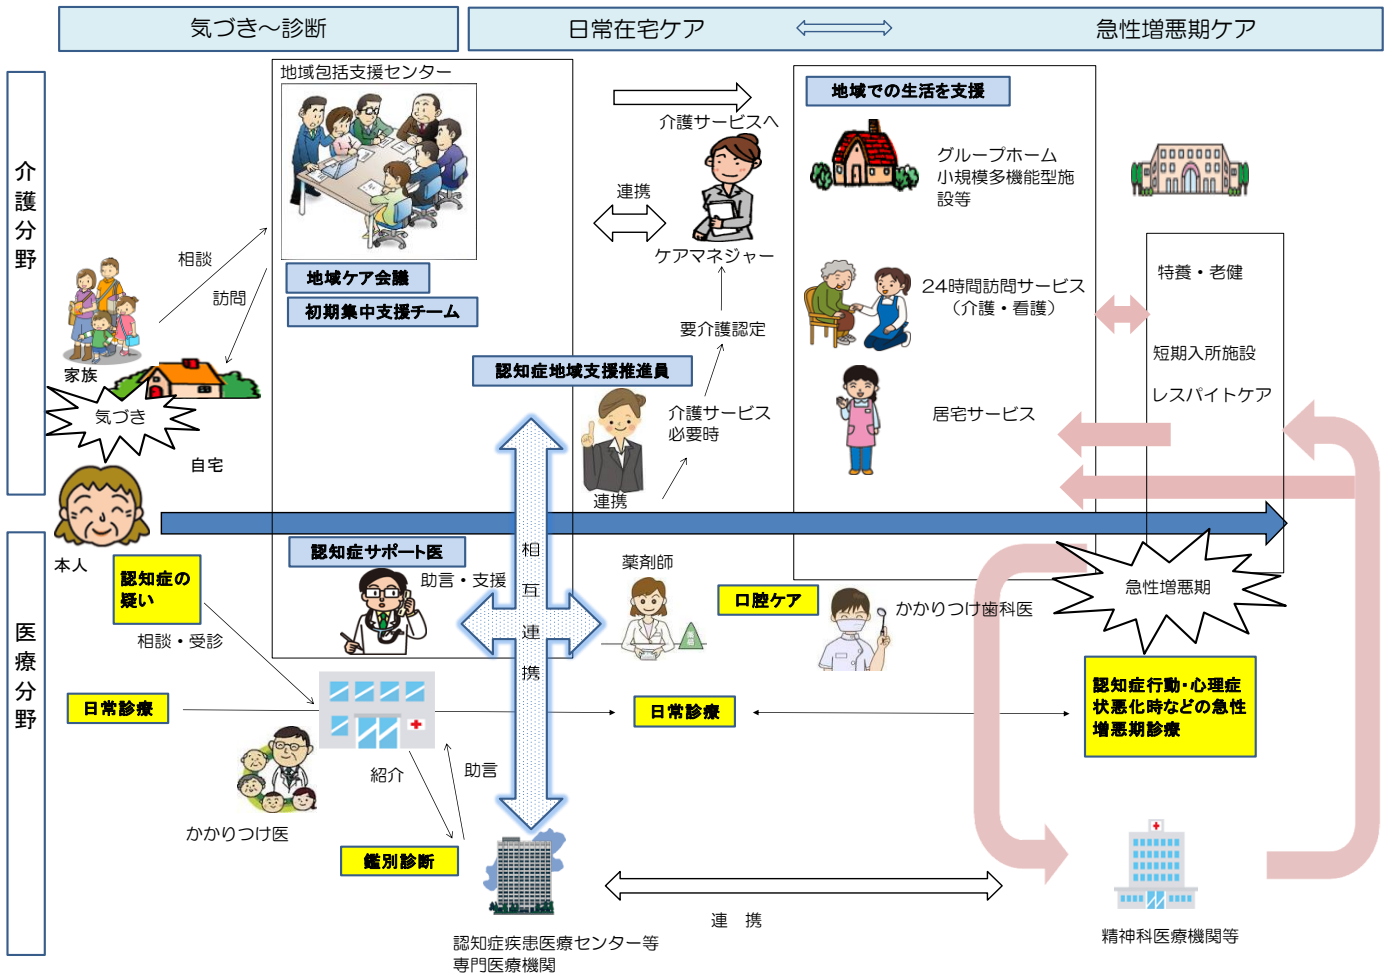 気づき～診断
日常在宅ケア
急性増悪期ケア
介護分野
地域包括支援センター
地域ケア会議
初期集中支援チーム
相談
訪問
家族
気づき
自宅
本人
介護サービスへ
連携
ケアマネジャー
要介護認定
認知症地域支援推進員
介護サービス
必要時
連携
地域での生活を支援
グループホーム
小規模多機能型施
設等
24時間訪問サービス
（介護・看護）
居宅サービス
特養・老健
短期入所施設
レスパイトケア
医療分野
認知症の
疑い
相談・受診
日常診療
かかりつけ医
認知症サポート医
助言・支援
相互連携
紹介
助言
鑑別診断
認知症疾患医療センター等
専門医療機関
薬剤師
薬局
口腔ケア
かかりつけ歯科医
日常診療
急性増悪期
認知症行動・心理症
状悪化時などの急性
増悪期診療
連　携
精神科医療機関等